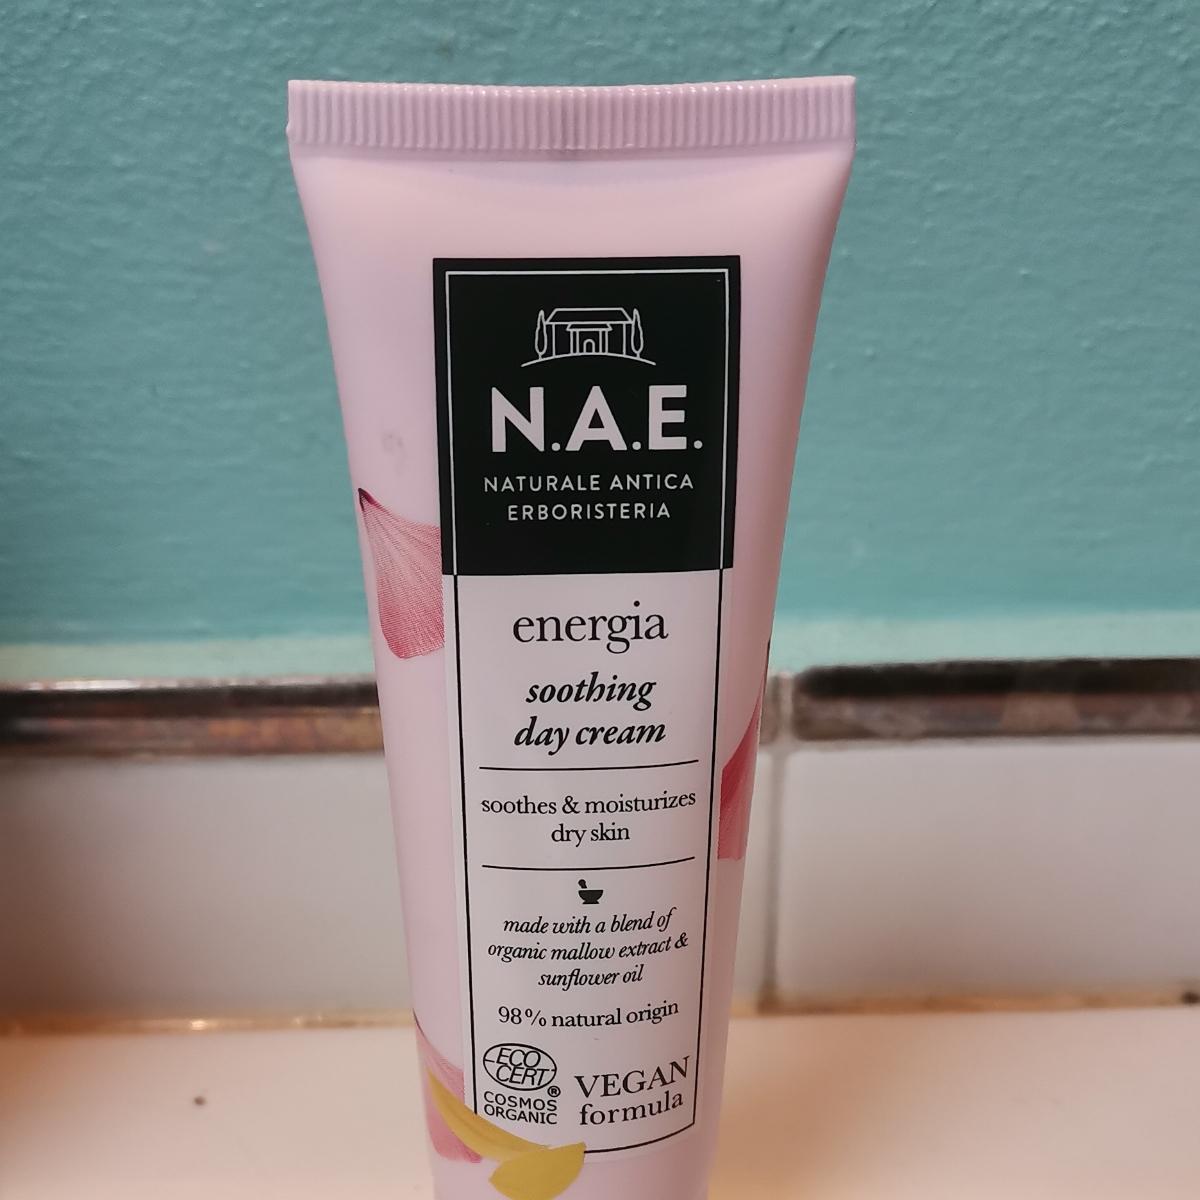 N.A.E.
NATURALE ANTICA
ERBORISTERIA
energia
soothing
day cream
soothes & moisturizes
dry skin
made with a blend of
organic mallow extract &
sunflower oil
98% natural origin
ECO
CERT®
COSMOS
ORGANIC
VEGAN
formula